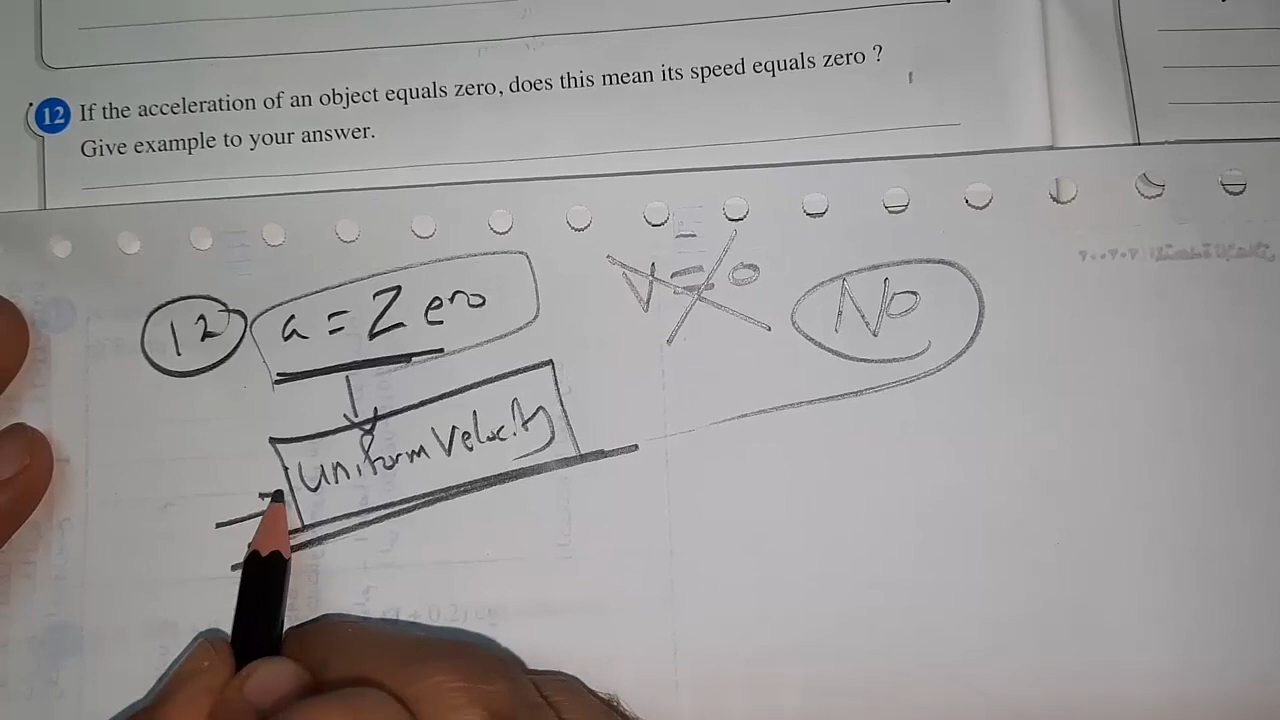 12 If the acceleration of an object equals zero, does this mean its speed equals zero ?
Give example to your answer.
12 a = Zero V = 0 No
uniform Velocity